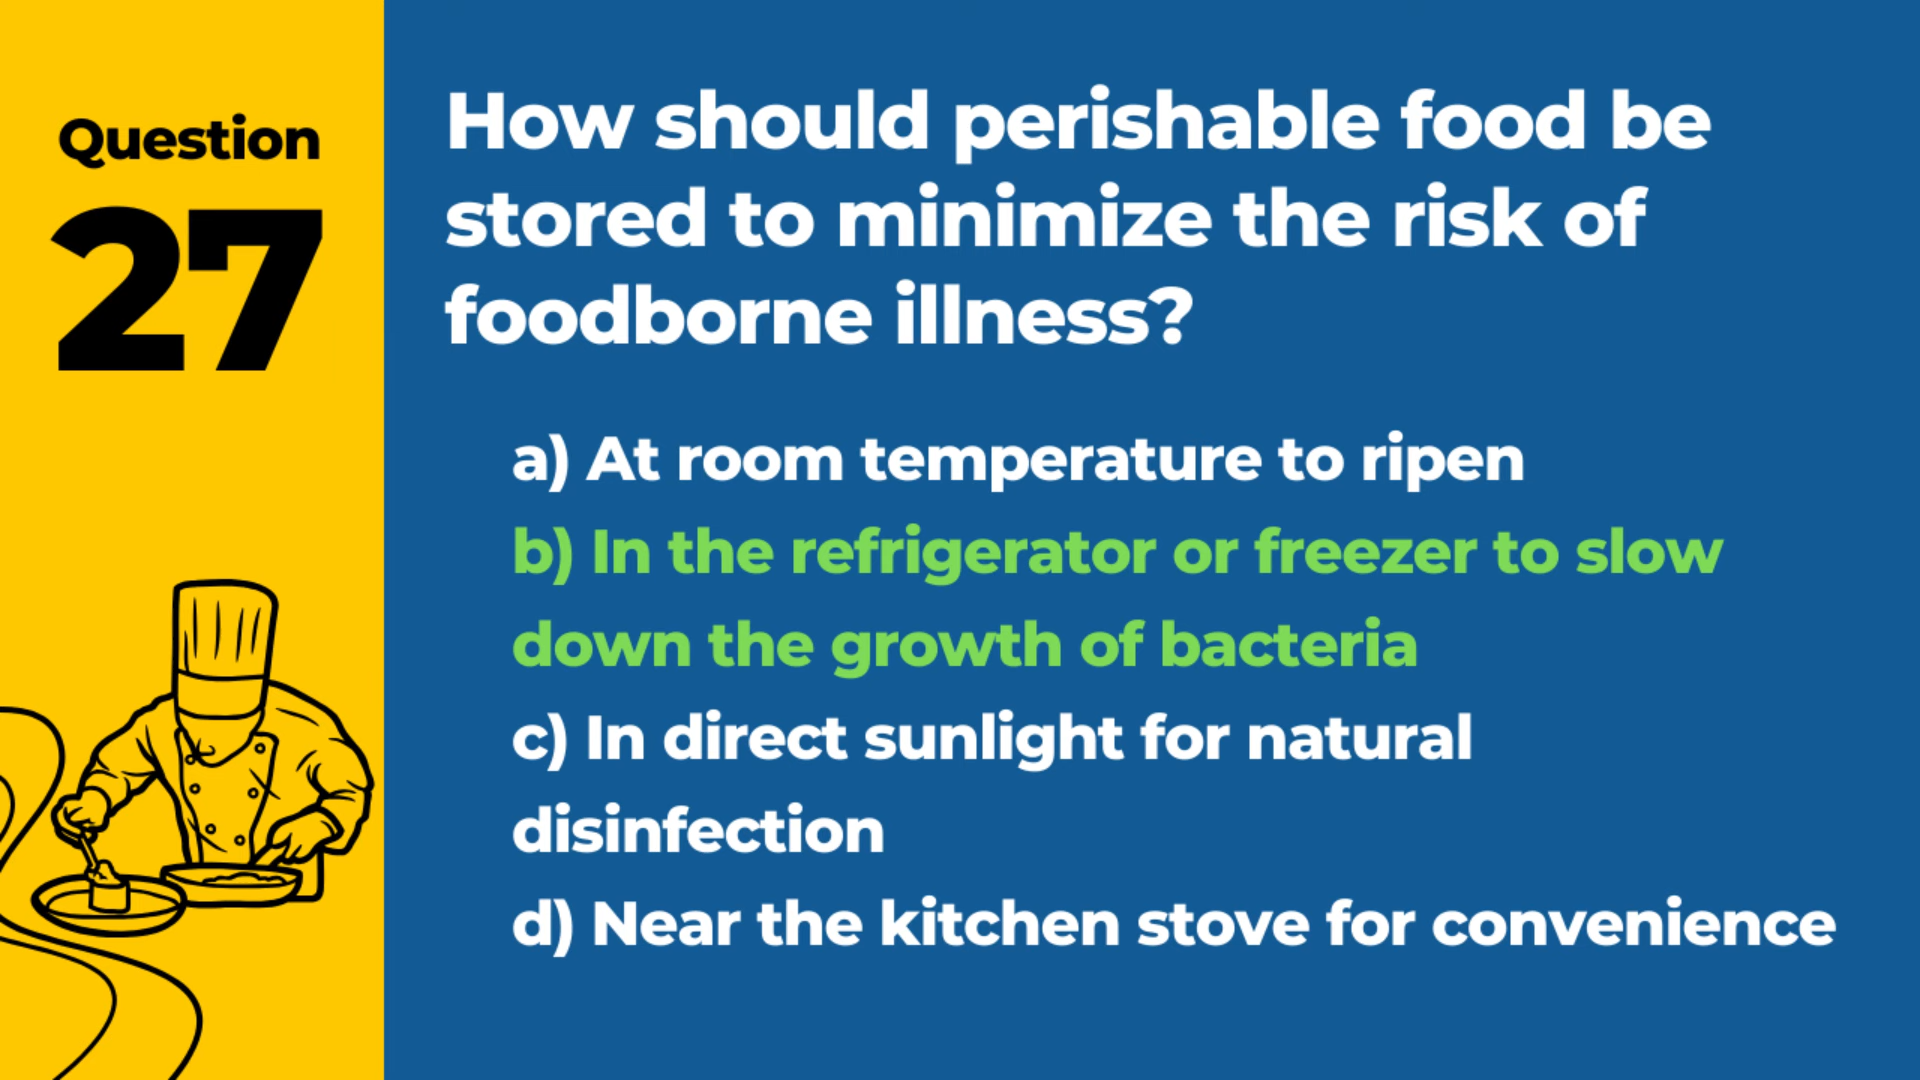 Question
27
How should perishable food be
stored to minimize the risk of
foodborne illness?
a) At room temperature to ripen
b) In the refrigerator or freezer to slow
down the growth of bacteria
c) In direct sunlight for natural
disinfection
d) Near the kitchen stove for convenience